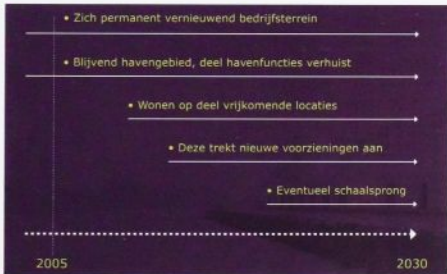 • Zich permanent vernieuwend bedrijfsterrein
• Blijvend havengebied, deel havenfuncties verhuist
• Wonen op deel vrijkomende locaties
• Deze trekt nieuwe voorzieningen aan
• Eventueel schaalsprong
2005 2030